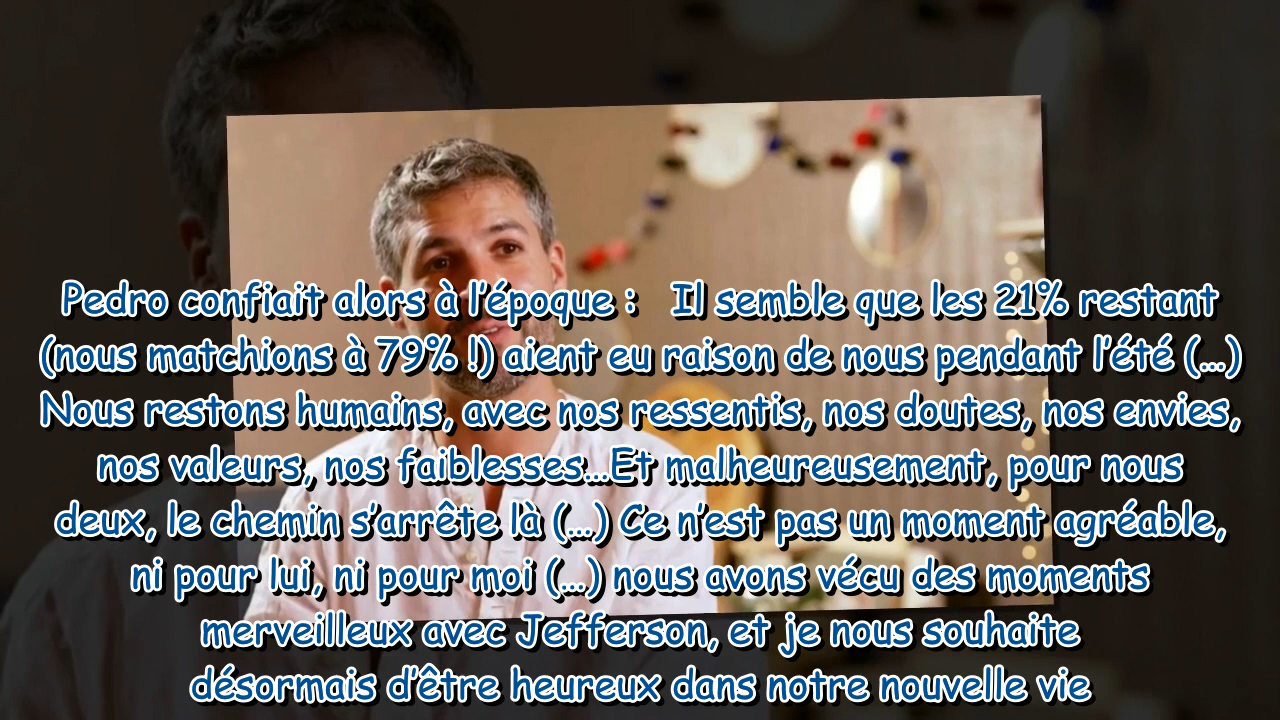 Pedro confiait alors à l'époque :   Il semble que les 21% restant
(nous matchions à 79% !) aient eu raison de nous pendant l'été (...)
Nous restons humains, avec nos ressentis, nos doutes, nos envies,
nos valeurs, nos faiblesses...Et malheureusement, pour nous
deux, le chemin s'arrête là (...) Ce n'est pas un moment agréable,
ni pour lui, ni pour moi (...) nous avons vécu des moments
merveilleux avec Jefferson, et je nous souhaite
désormais d'être heureux dans notre nouvelle vie